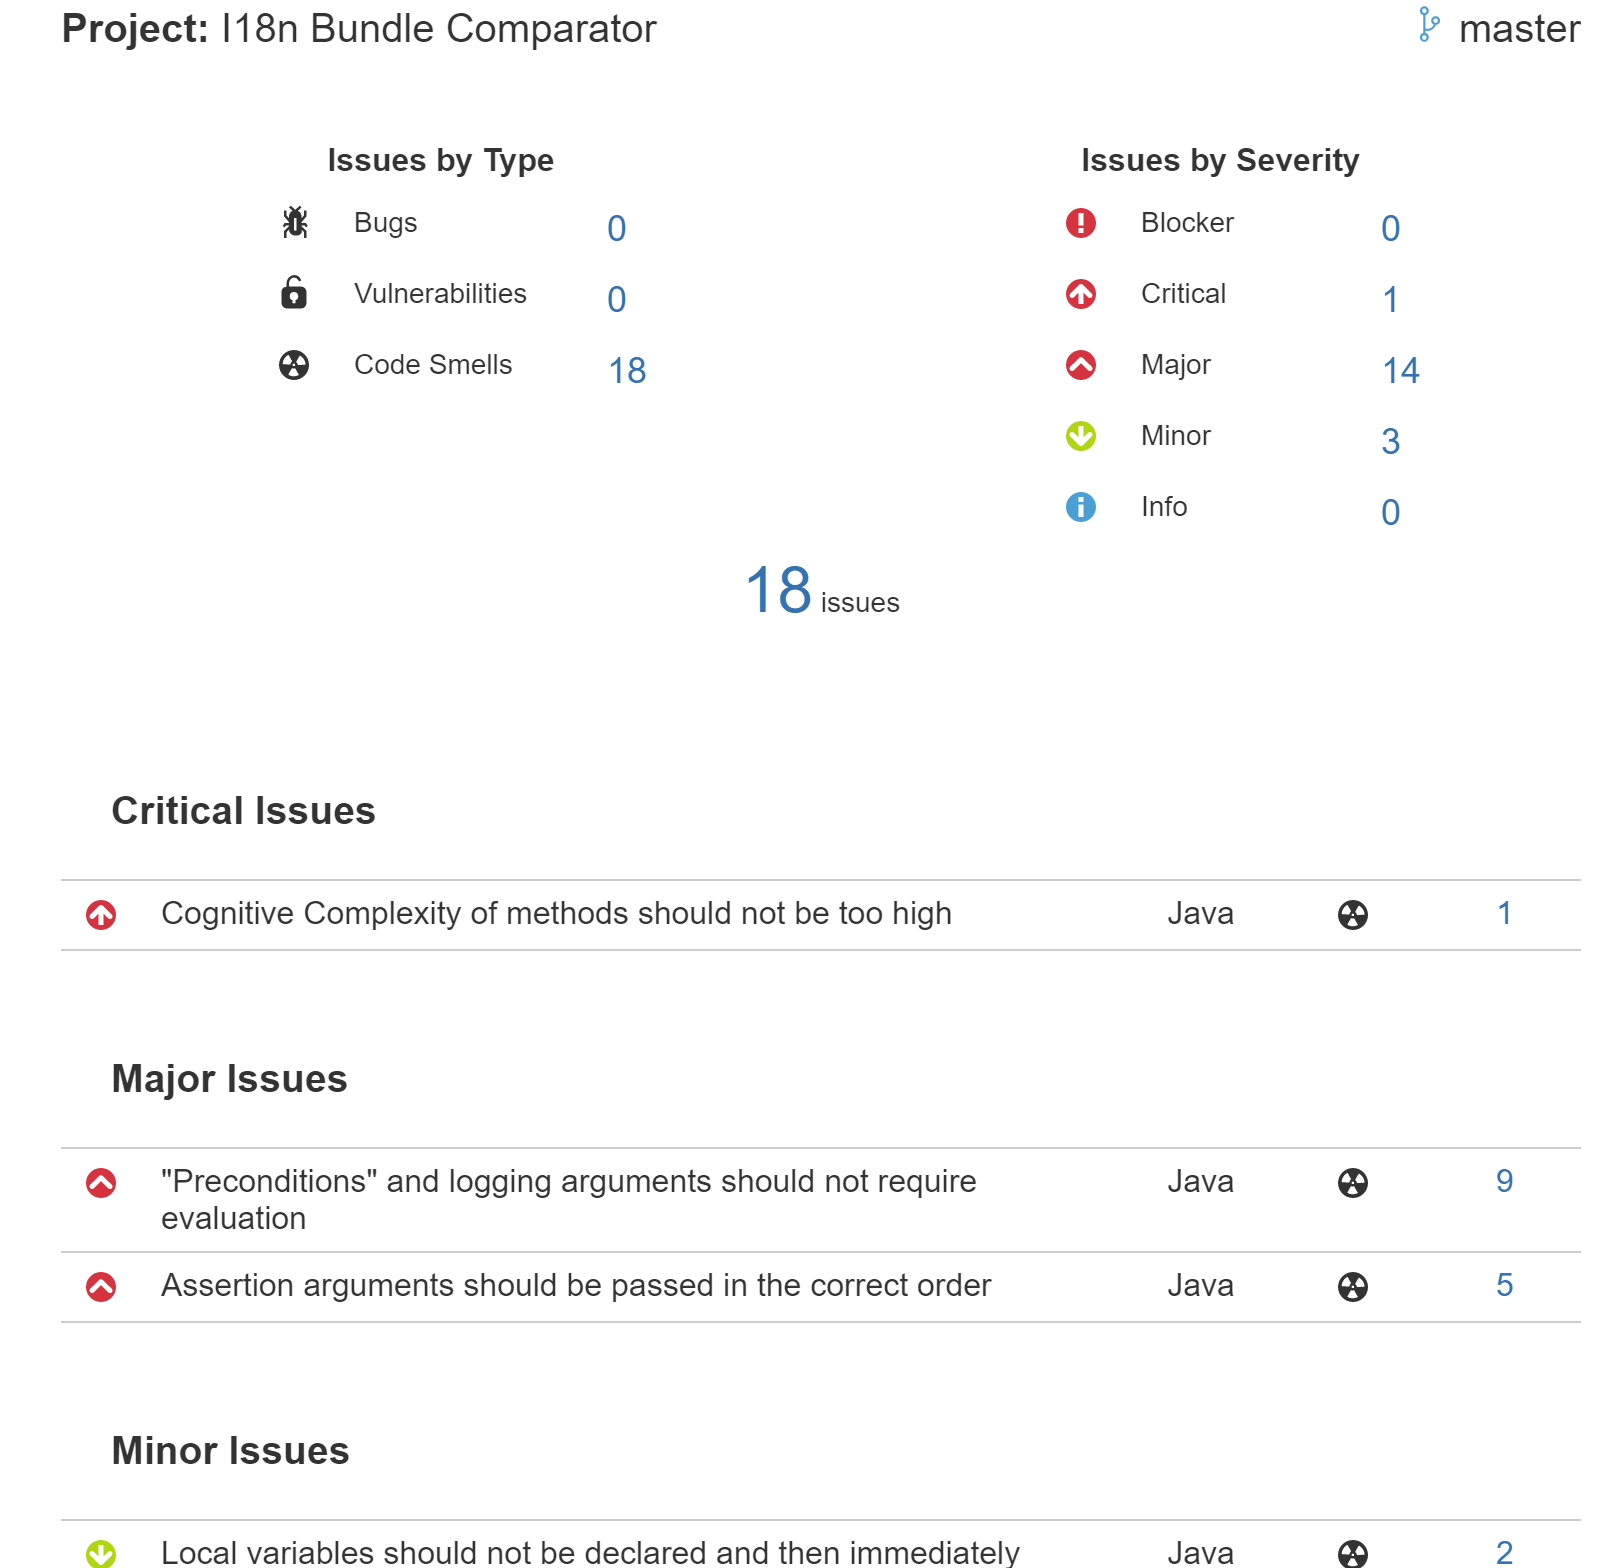 Project: I18n Bundle Comparator master
Issues by Type
Bugs 0
Vulnerabilities 0
Code Smells 18
Issues by Severity
Blocker 0
Critical 1
Major 14
Minor 3
Info 0
18 issues
Critical Issues
Cognitive Complexity of methods should not be too high Java 1
Major Issues
"Preconditions" and logging arguments should not require Java 9
evaluation
Assertion arguments should be passed in the correct order Java 5
Minor Issues
Local variables should not be declared and then immediately Java 2